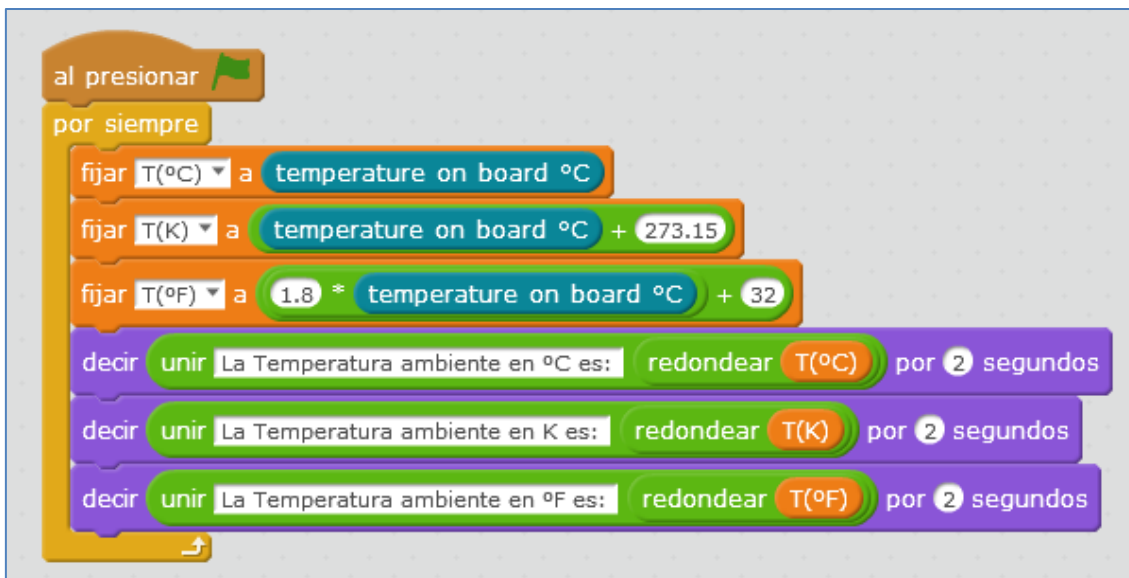 al presionar
por siempre
fijar T(ºC) a temperature on board ºC
fijar T(K) a temperature on board ºC + 273.15
fijar T(ºF) a 1.8 * temperature on board ºC + 32
decir unir La Temperatura ambiente en ºC es: redondear T(ºC) por 2 segundos
decir unir La Temperatura ambiente en K es: redondear T(K) por 2 segundos
decir unir La Temperatura ambiente en ºF es: redondear T(ºF) por 2 segundos